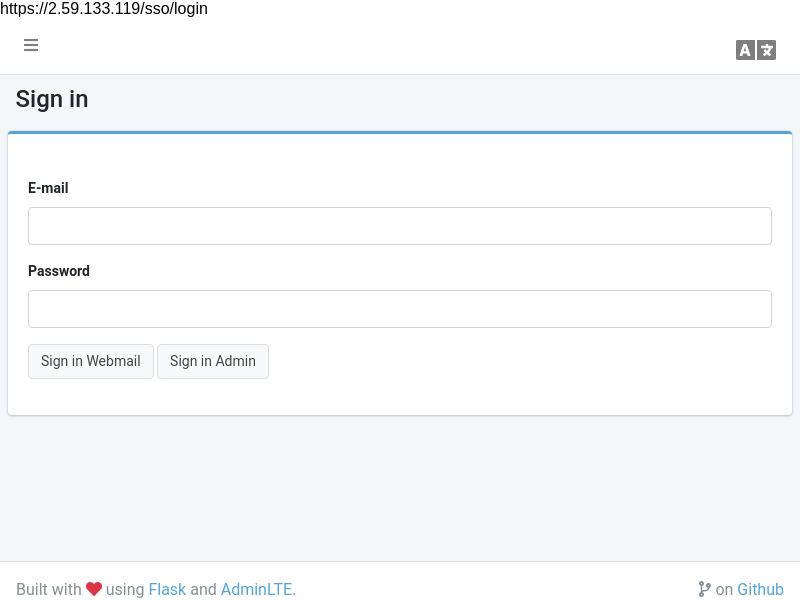 https://2.59.133.119/sso/login
A
Sign in
E-mail
Password
Sign in Webmail Sign in Admin
Built with using Flask and AdminLTE. on Github